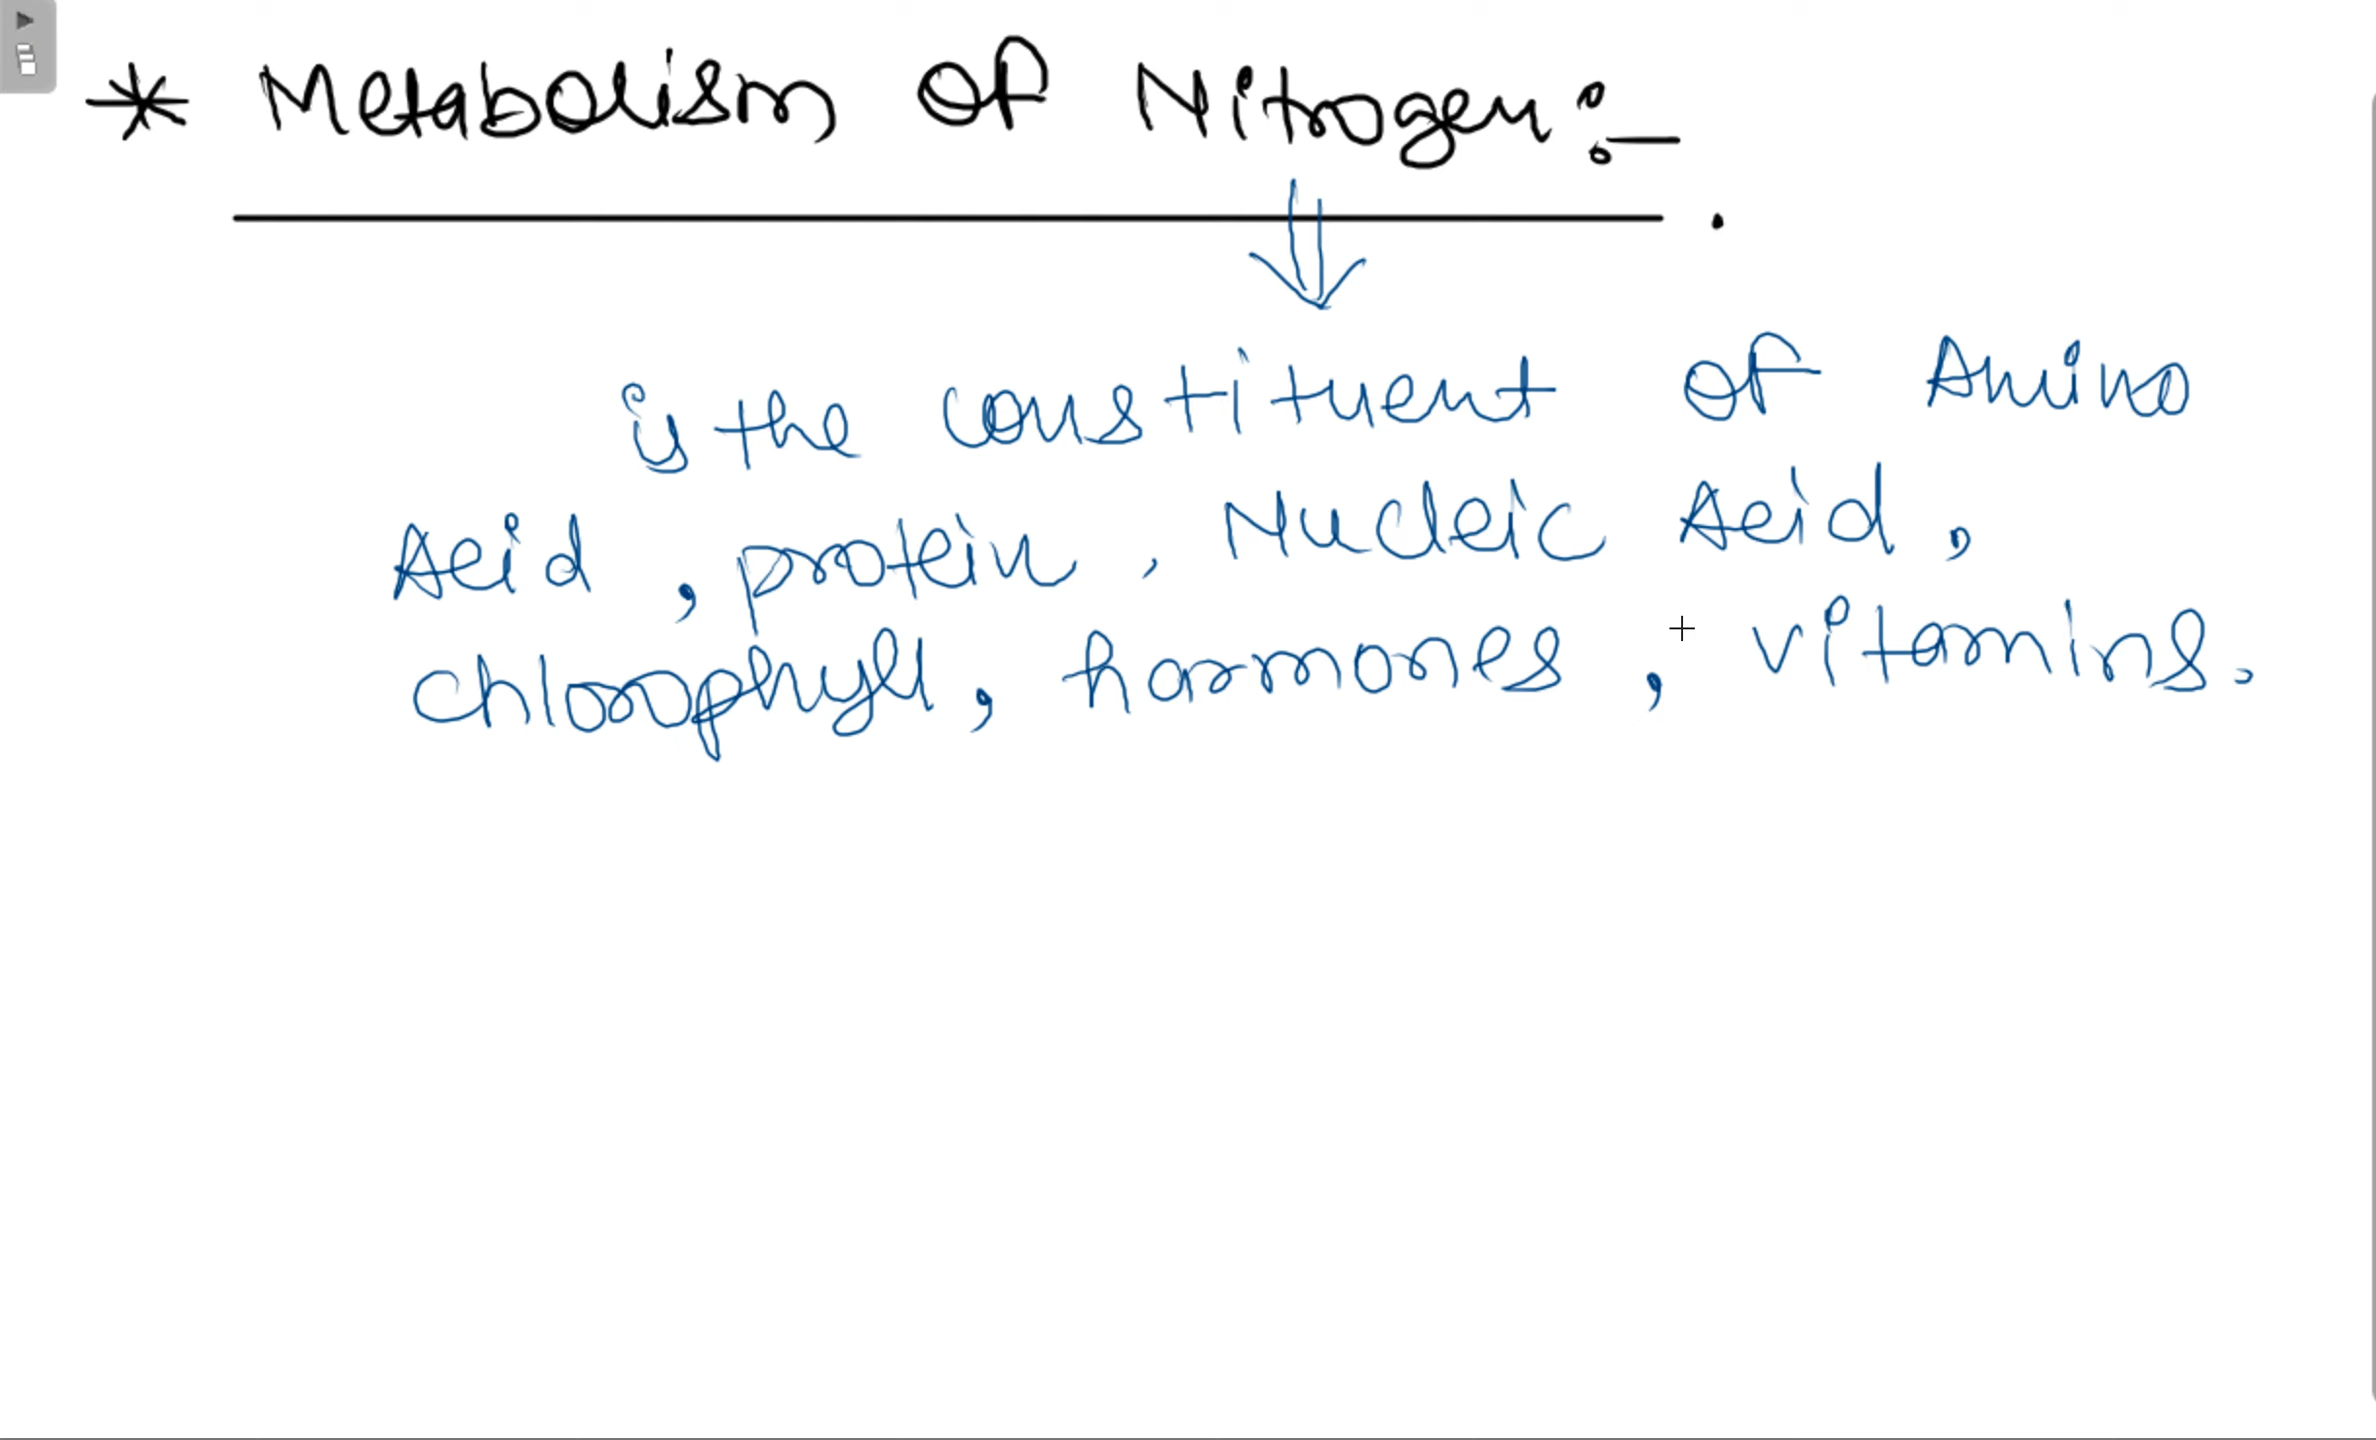 * Metabolism of Nitrogen :-
is the constituent of Amino
Acid , protein , Nucleic Acid ,
chlorophyll , hormones , vitamins .